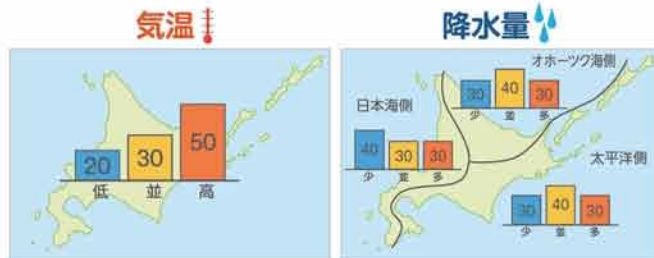 気温
20 30 50
低 並 高
降水量
オホーツク海側
30 40 30
少 並 多
日本海側
40 30 30
少 並 多
太平洋側
30 40 30
少 並 多